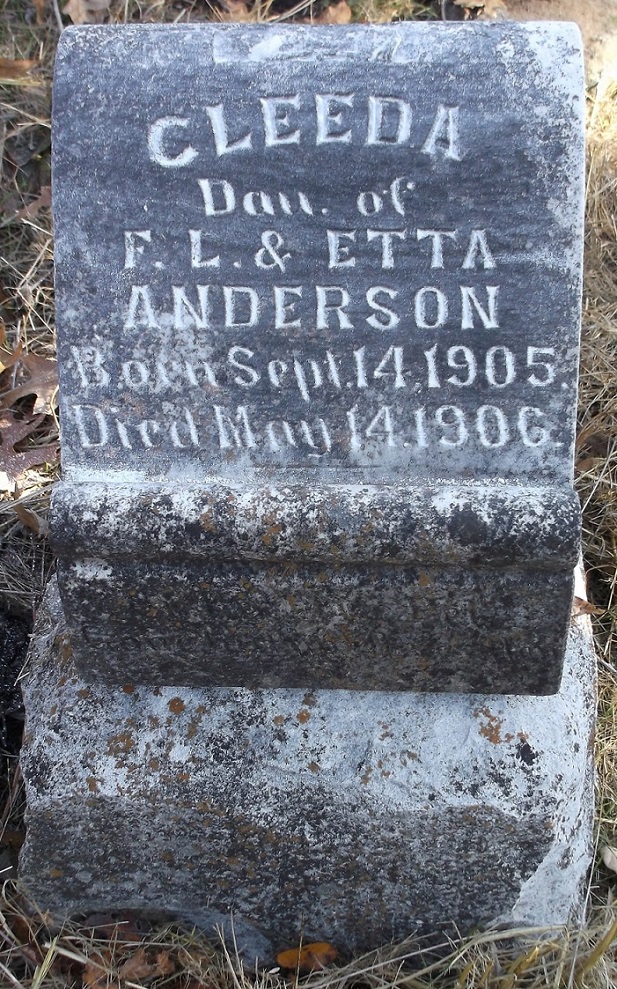 CLEEDA
Dau. of
F. L. & ETTA
ANDERSON
Born Sept. 14, 1905.
Died May 14, 1906.